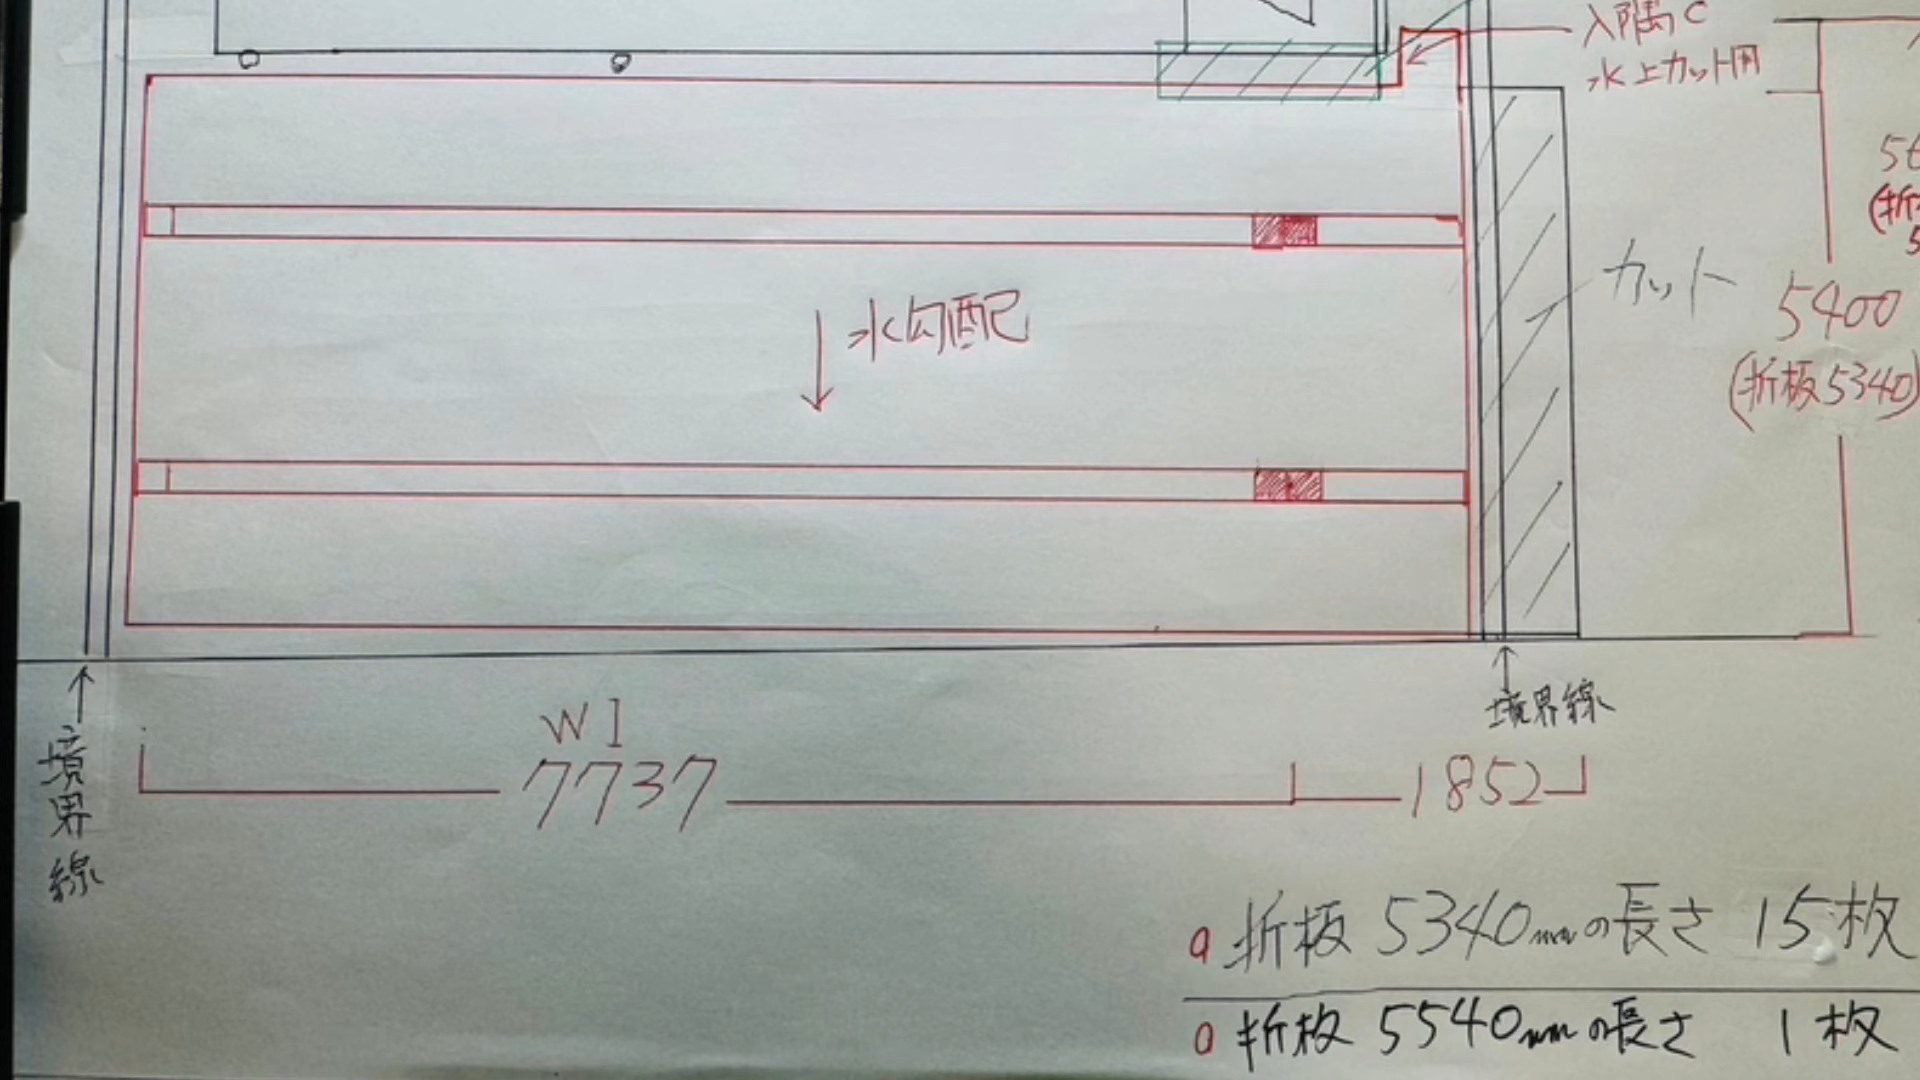 入隅C
水上カット用
カット
5400
(折板5340)
水勾配
境界線
境界線
W1
7737
1852
折板 5340mmの長さ 15枚
折板 5540mmの長さ 1枚